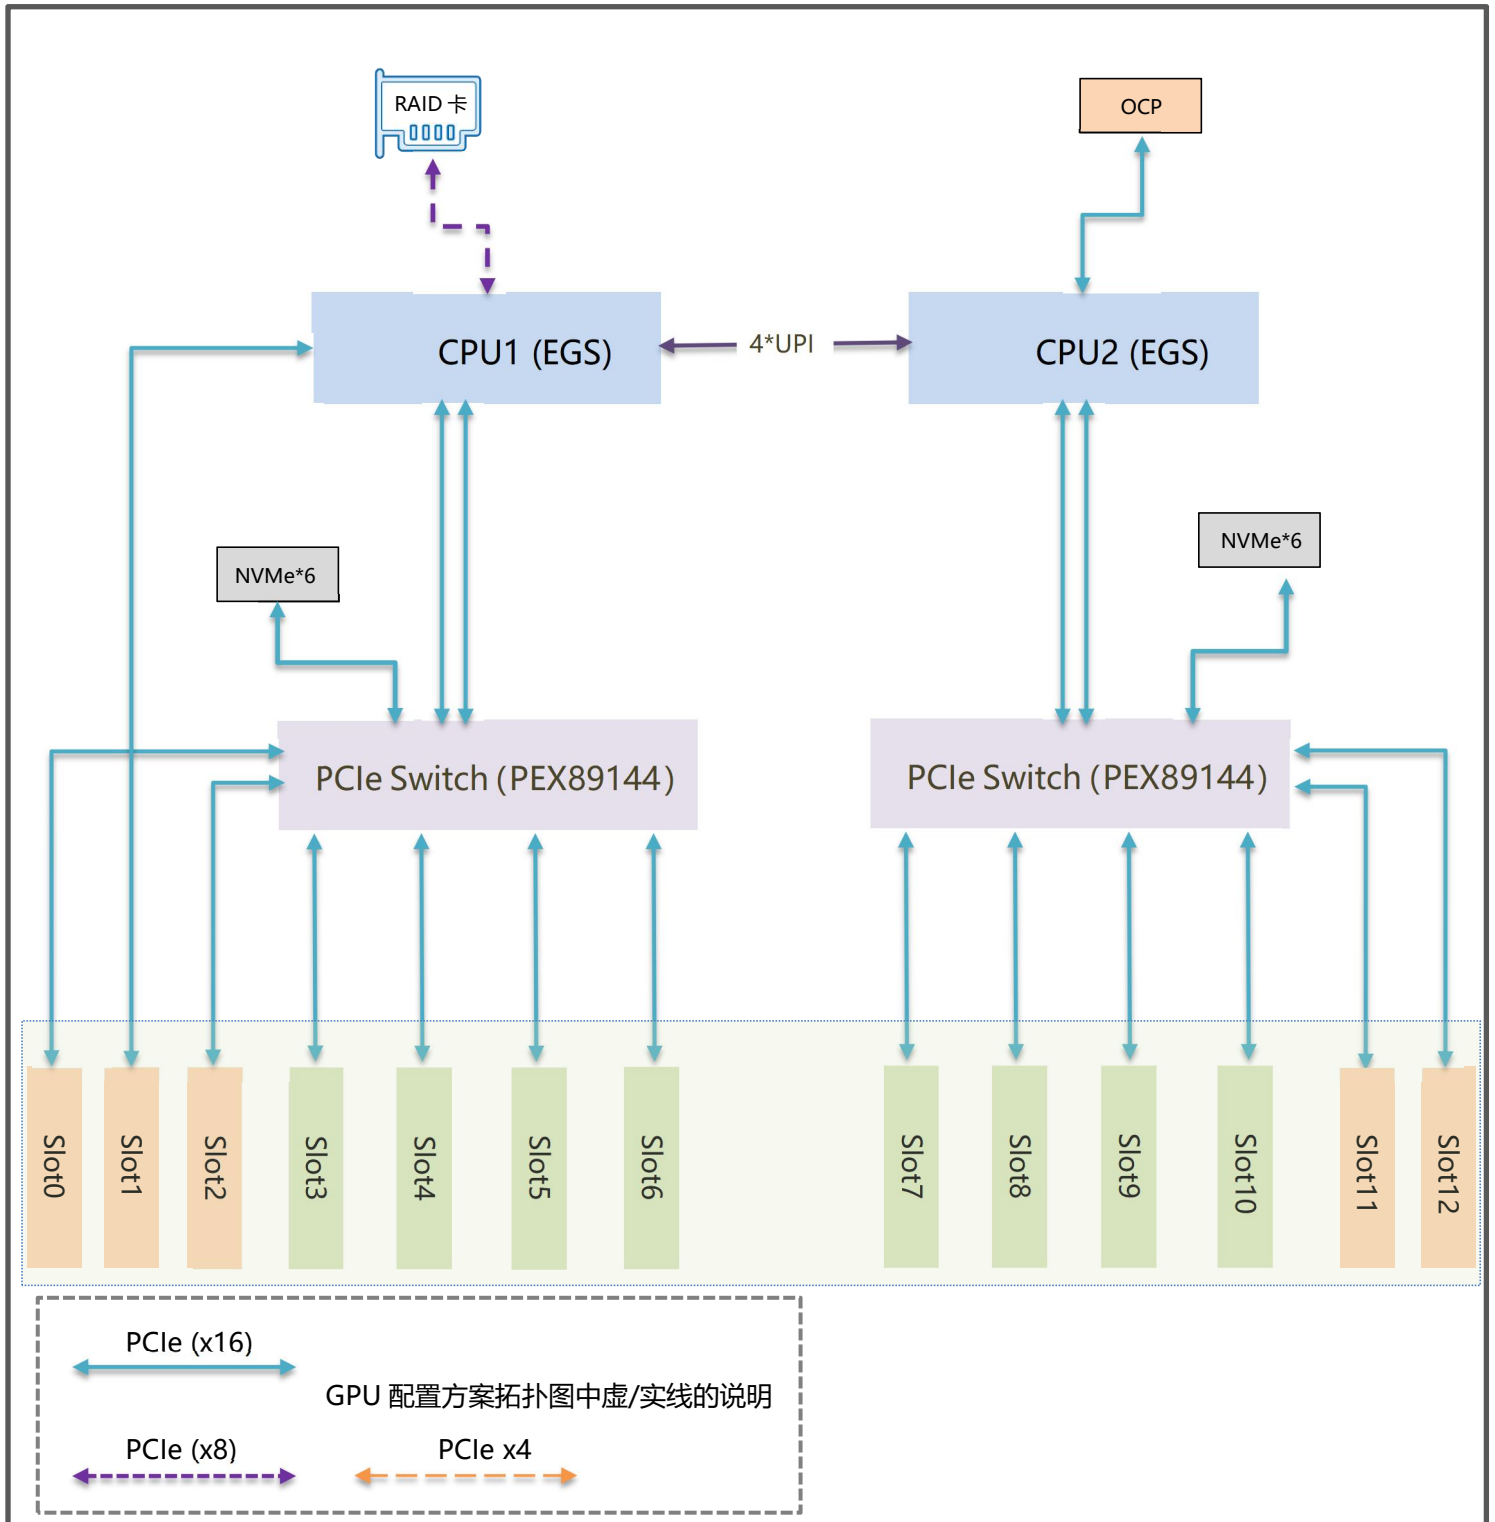 RAID 卡
OCP
CPU1 (EGS)
4*UPI
CPU2 (EGS)
NVMe*6
NVMe*6
PCIe Switch (PEX89144)
PCIe Switch (PEX89144)
Slot0
Slot1
Slot2
Slot3
Slot4
Slot5
Slot6
Slot7
Slot8
Slot9
Slot10
Slot11
Slot12
PCIe (x16)
GPU 配置方案拓扑图中虚/实线的说明
PCIe (x8)
PCIe x4